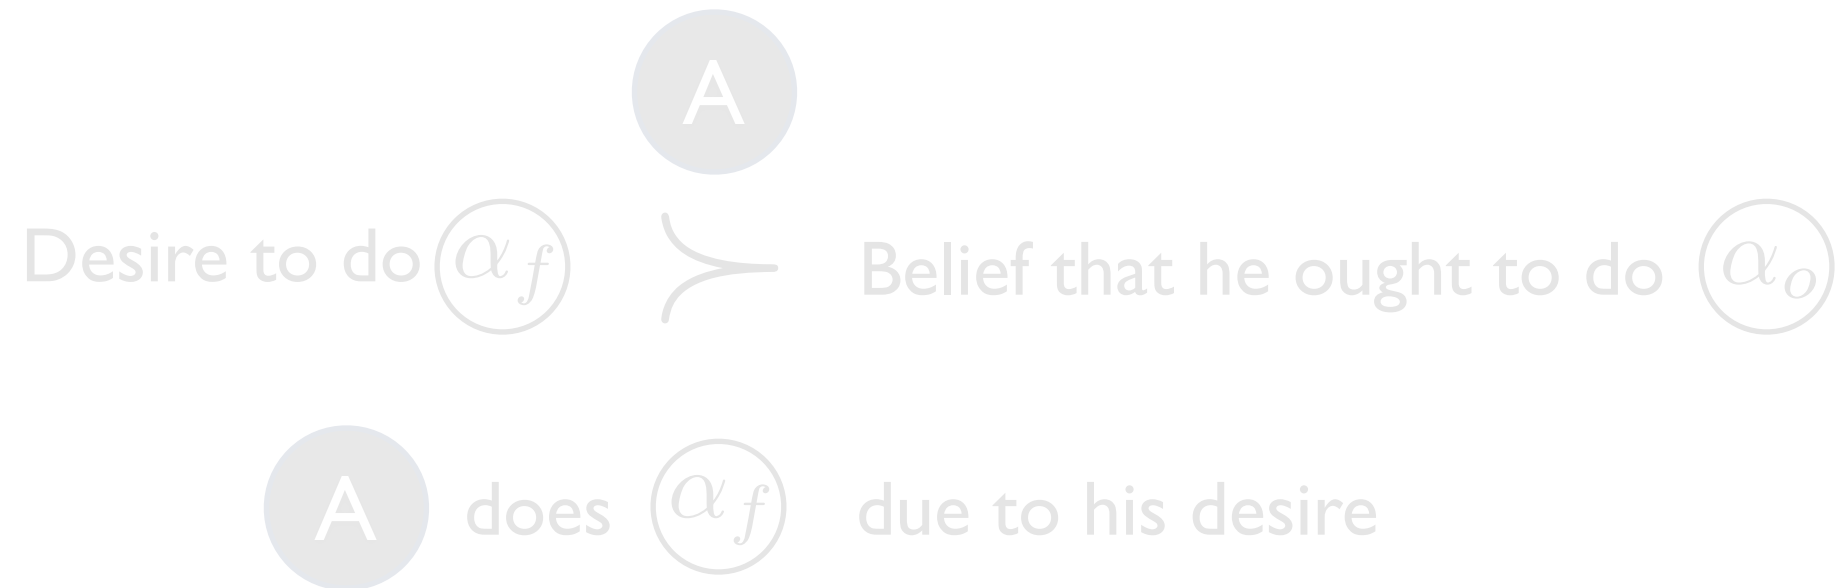 A
Desire to do α_f ≻ Belief that he ought to do α_o
A does α_f due to his desire